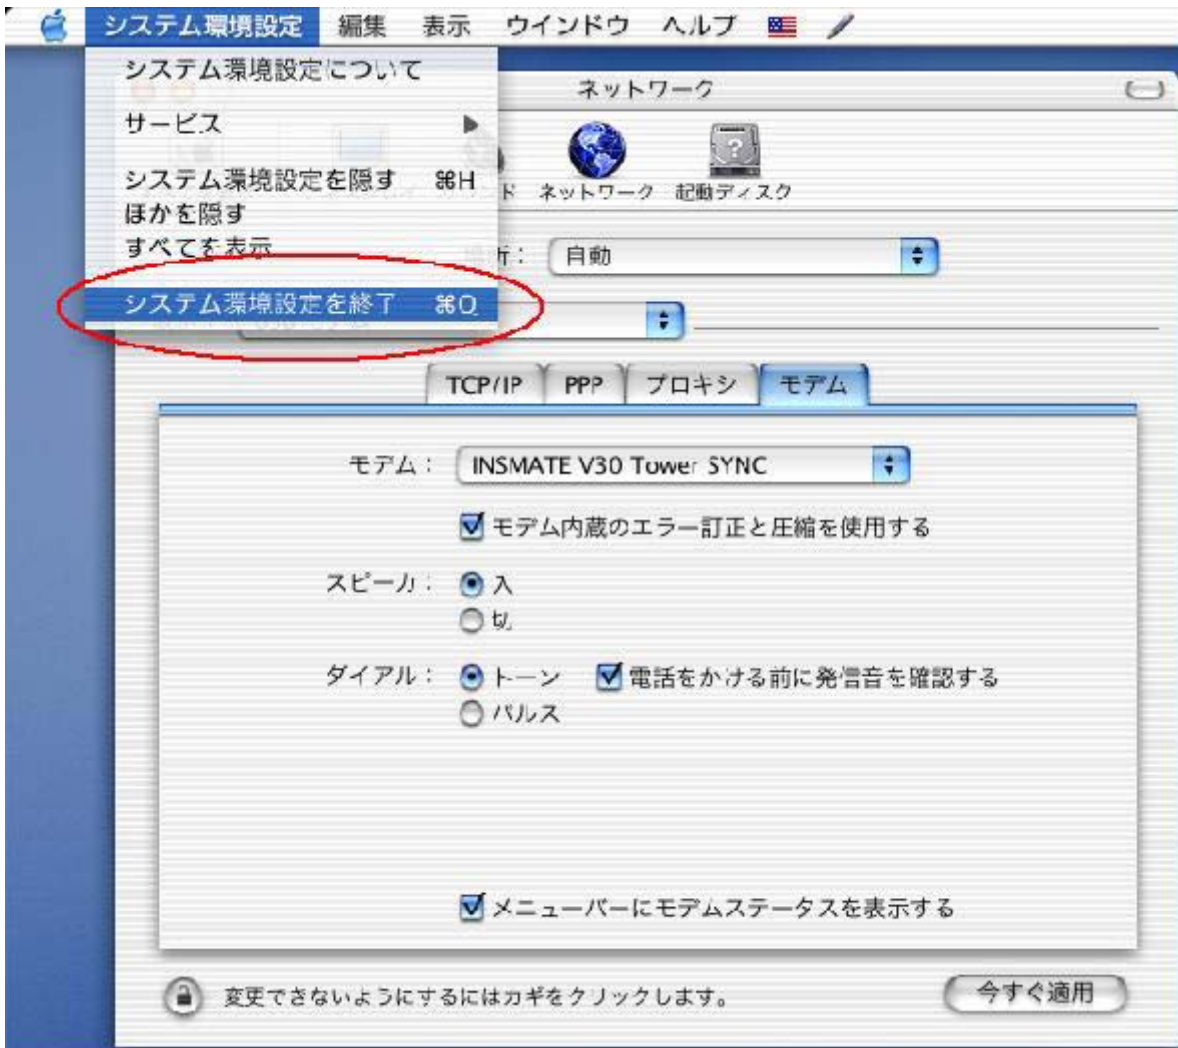 システム環境設定 編集 表示 ウインドウ ヘルプ
システム環境設定について
ネットワーク
サービス
システム環境設定を隠す ⌘H
ド ネットワーク 起動ディスク
ほかを隠す
すべてを表示
所： 自動
システム環境設定を終了 ⌘Q
TCP/IP PPP プロキシ モデム
モデム： INSMATE V30 Tower SYNC
モデム内蔵のエラー訂正と圧縮を使用する
スピーカ： 入
切
ダイアル： トーン 電話をかける前に発信音を確認する
パルス
メニューバーにモデムステータスを表示する
変更できないようにするにはカギをクリックします。 今すぐ適用